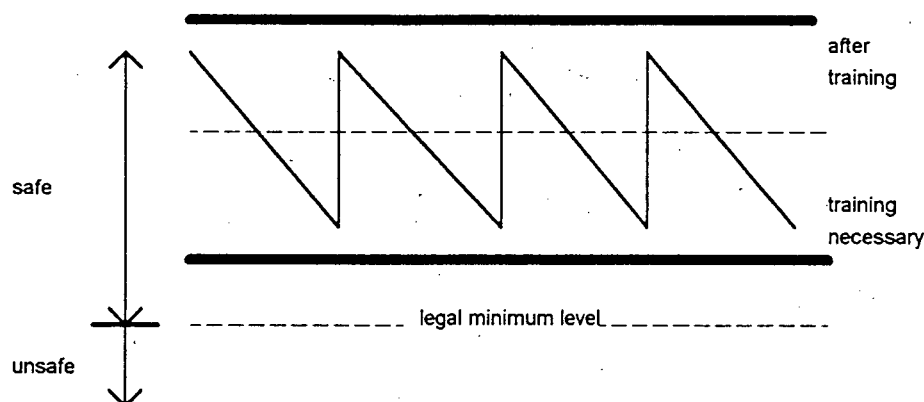 after
training
safe
training
necessary
legal minimum level
unsafe